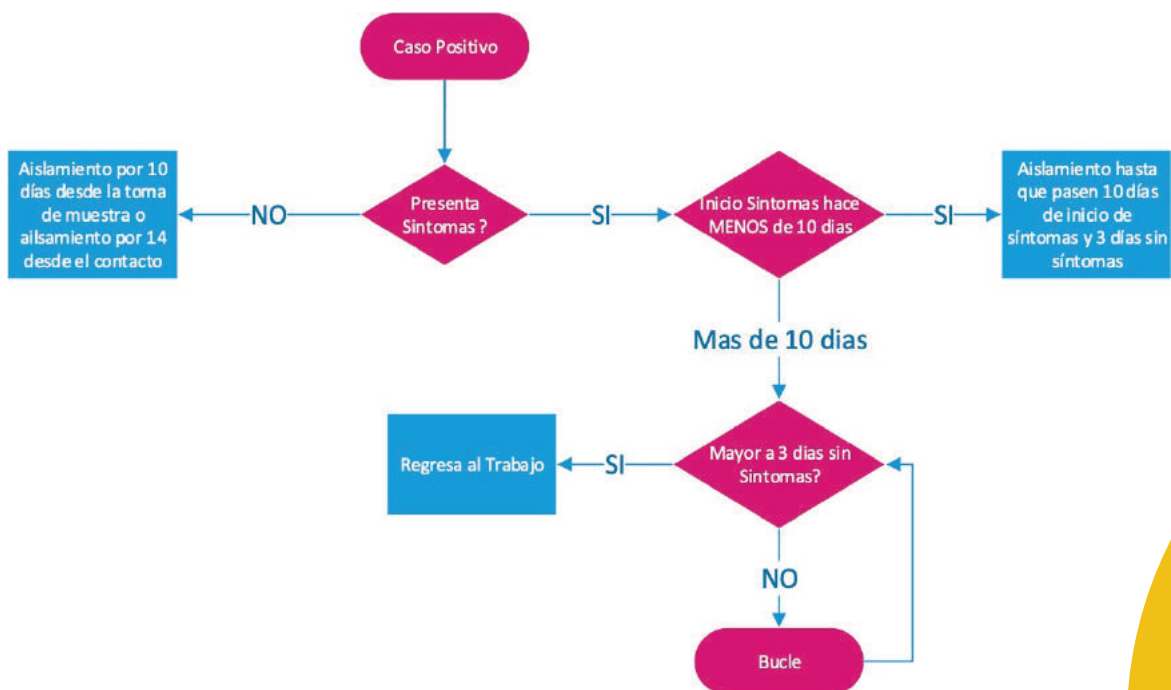 Caso Positivo
Aislamiento por 10
días desde la toma
de muestra o
ailsamiento por 14
desde el contacto
NO
Presenta
Sintomas ?
SI
Inicio Sintomas hace
MENOS de 10 dias
SI
Aislamiento hasta
que pasen 10 días
de inicio de
síntomas y 3 días sin
síntomas
Mas de 10 dias
Regresa al Trabajo
SI
Mayor a 3 dias sin
Sintomas?
NO
Bucle